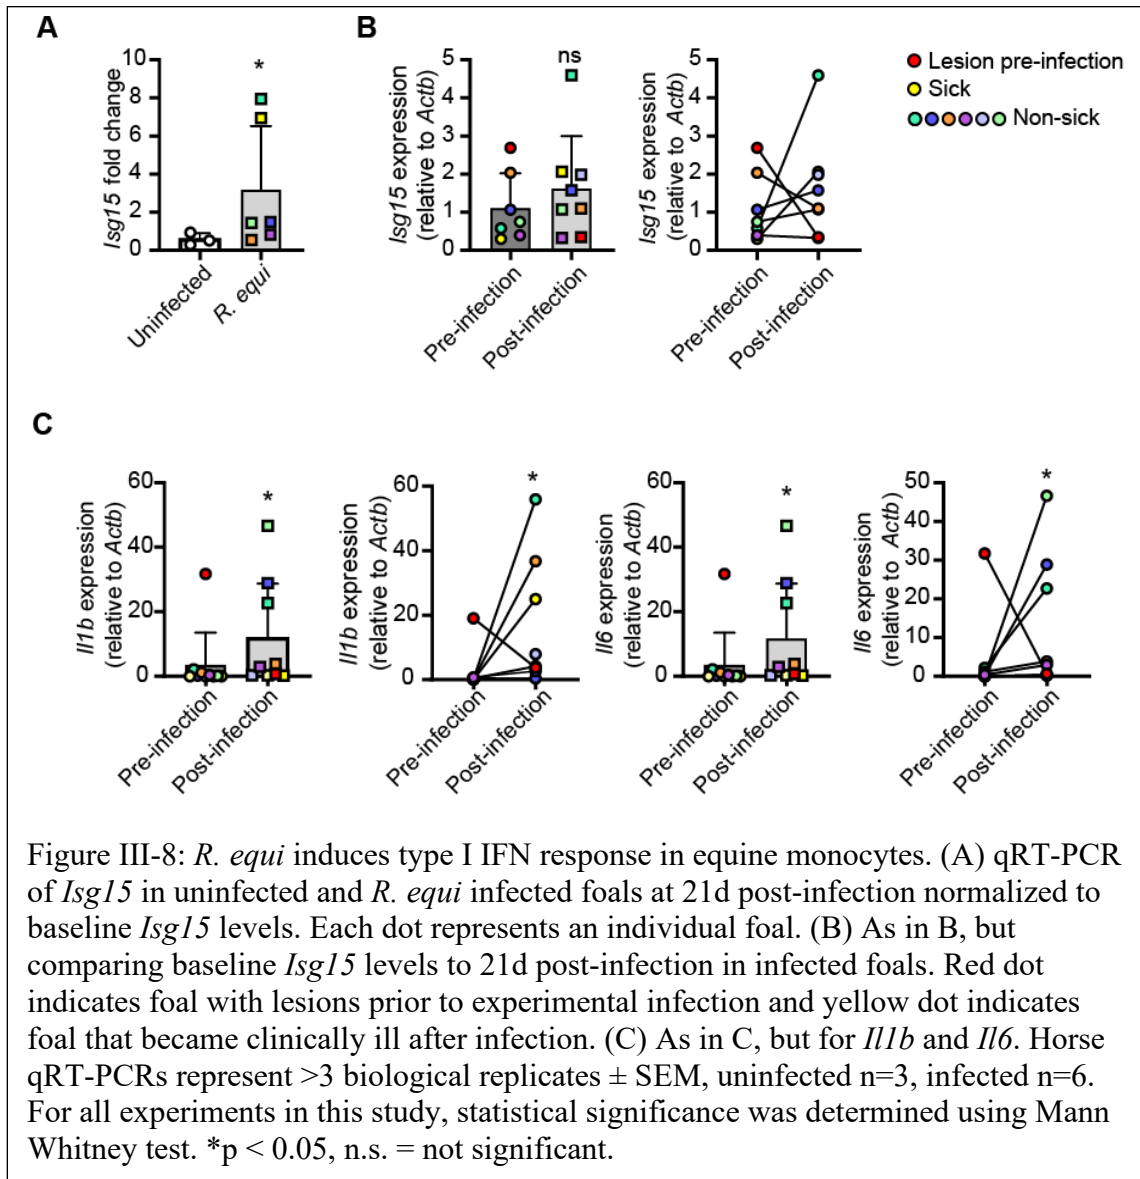 A
B
Isg15 fold change
10
8
6
4
2
0
*
Uninfected
R. equi
Isg15 expression
(relative to Actb)
5
4
3
2
1
0
ns
Pre-infection
Post-infection
Isg15 expression
(relative to Actb)
5
4
3
2
1
0
Pre-infection
Post-infection
Lesion pre-infection
Sick
Non-sick
C
Il1b expression
(relative to Actb)
60
40
20
0
*
Pre-infection
Post-infection
Il1b expression
(relative to Actb)
60
40
20
0
*
Pre-infection
Post-infection
Il6 expression
(relative to Actb)
60
40
20
0
*
Pre-infection
Post-infection
Il6 expression
(relative to Actb)
50
40
30
20
10
0
*
Pre-infection
Post-infection
Figure III-8: R. equi induces type I IFN response in equine monocytes. (A) qRT-PCR
of Isg15 in uninfected and R. equi infected foals at 21d post-infection normalized to
baseline Isg15 levels. Each dot represents an individual foal. (B) As in B, but
comparing baseline Isg15 levels to 21d post-infection in infected foals. Red dot
indicates foal with lesions prior to experimental infection and yellow dot indicates
foal that became clinically ill after infection. (C) As in C, but for Il1b and Il6. Horse
qRT-PCRs represent >3 biological replicates ± SEM, uninfected n=3, infected n=6.
For all experiments in this study, statistical significance was determined using Mann
Whitney test. *p < 0.05, n.s. = not significant.